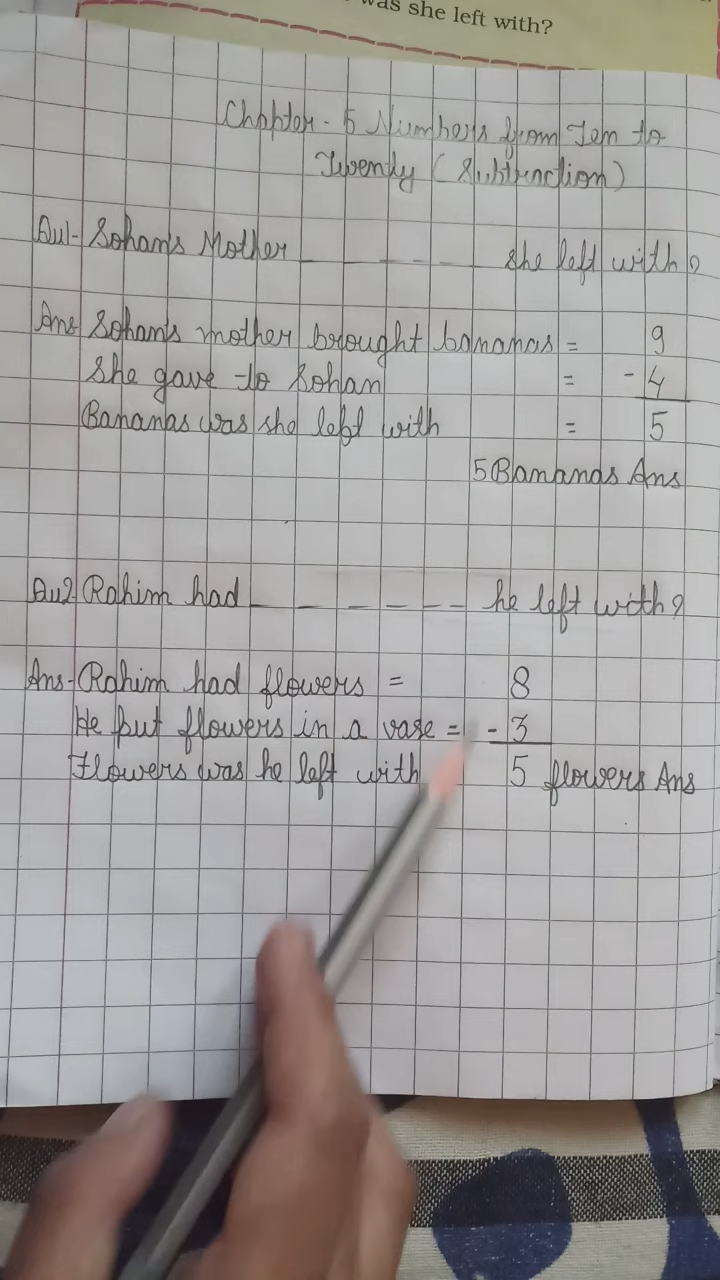 was she left with?
Chapter - 5 Numbers from Ten to
Twenty (Subtraction)
Qu1- Sohan's Mother _ _ _ _ _ she left with?
Ans Sohan's mother brought bananas = 9
She gave to Sohan = - 4
Bananas was she left with = 5
5 Bananas Ans
Qu2 Rahim had _ _ _ _ _ _ he left with?
Ans- Rahim had flowers = 8
He put flowers in a vase = - 3
Flowers was he left with 5 flowers Ans